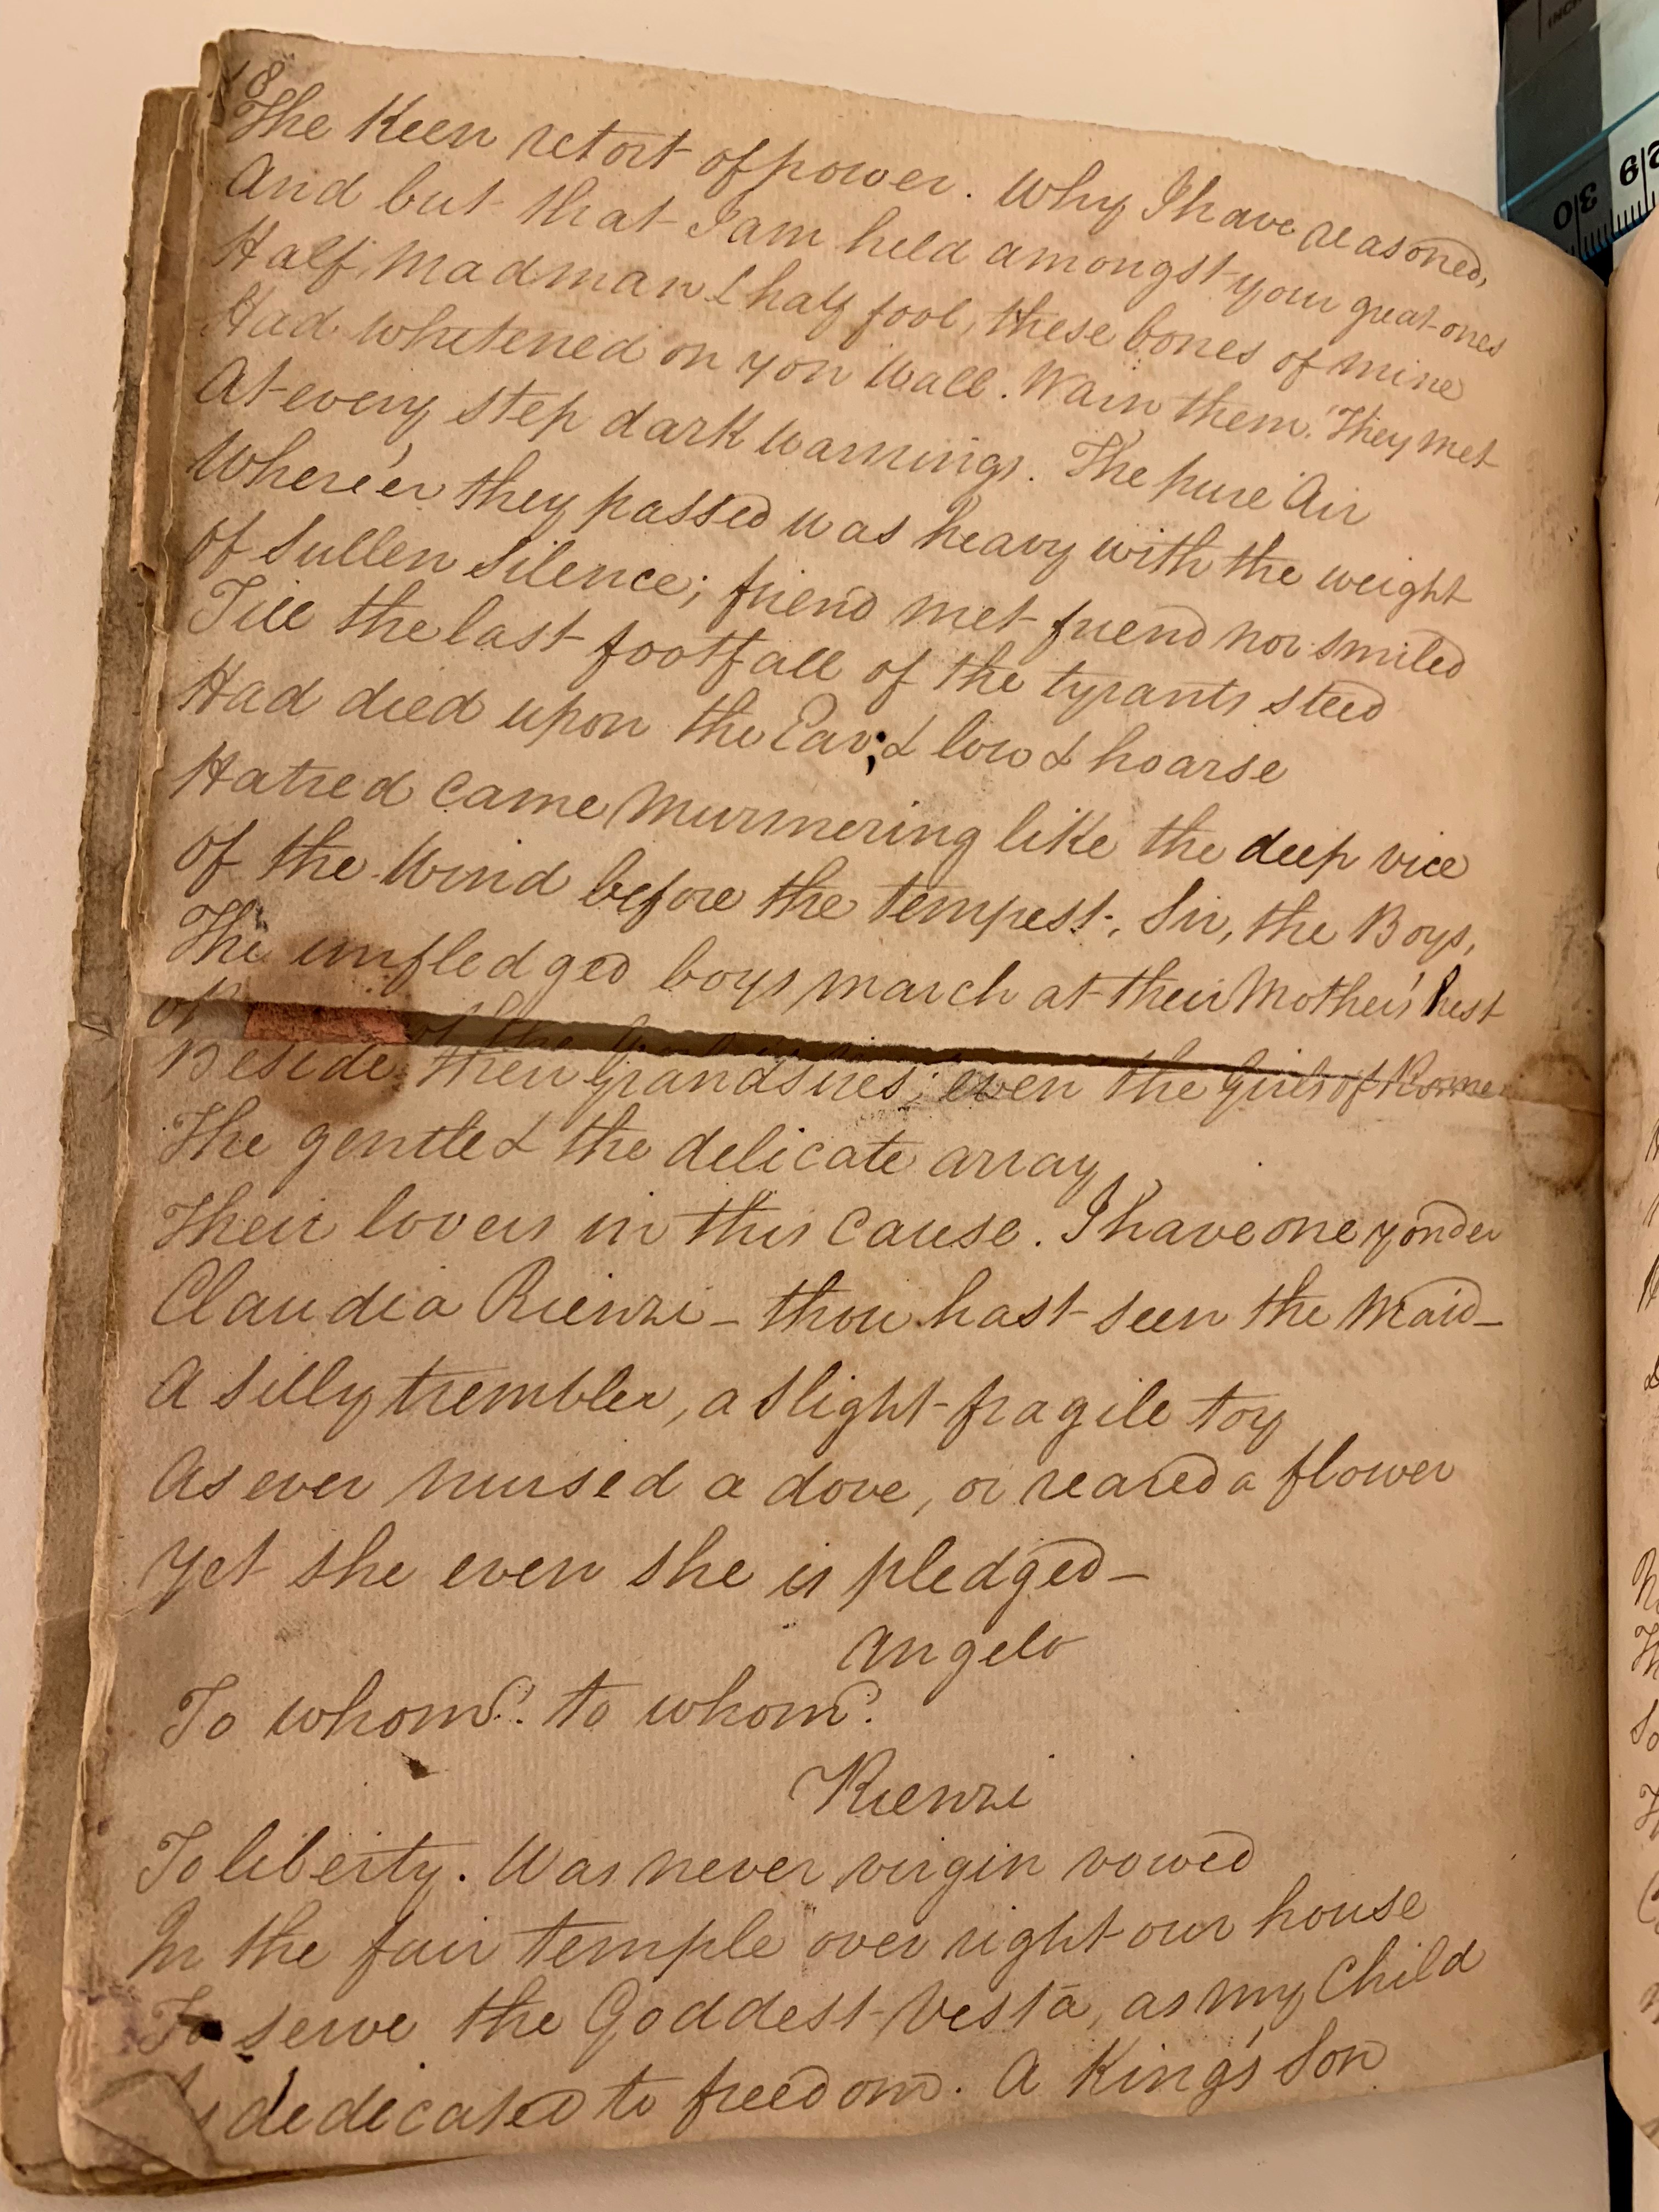 18
The Keen retort of power. Why I have reasoned,
And but that I am held amongst your great ones
Half Madman & half fool, these bones of mine
Had whitened on yon Wall. Warn them! They met
At every step dark warnings. The pure Air
Where'er they passed was heavy with the weight
Of Sullen Silence; friend met friend nor smiled
Till the last footfall of the tyrants steed
Had died upon the Ear; & low & hoarse
Hatred came Murmering like the deep vice
Of the Wind before the tempest. Sir, the Boys,
The unfledged boys, march at their Mother's hest
Beside their Grandsires; even the Girls of Rome
The gentle & the delicate array
Their lovers in this Cause. I have one yonder
Claudia Rienzi – thou hast seen the Maid –
A Silly trembler, a Slight fragile toy
As ever nursed a dove, or reared a flower
Yet she even she is pledged –
Angelo
To whom? to whom?
Rienzi
To liberty. Was never virgin vowed
In the fair temple over right our house
To serve the Goddest Vesta, as my Child
dedicated to freedom. A King's Son